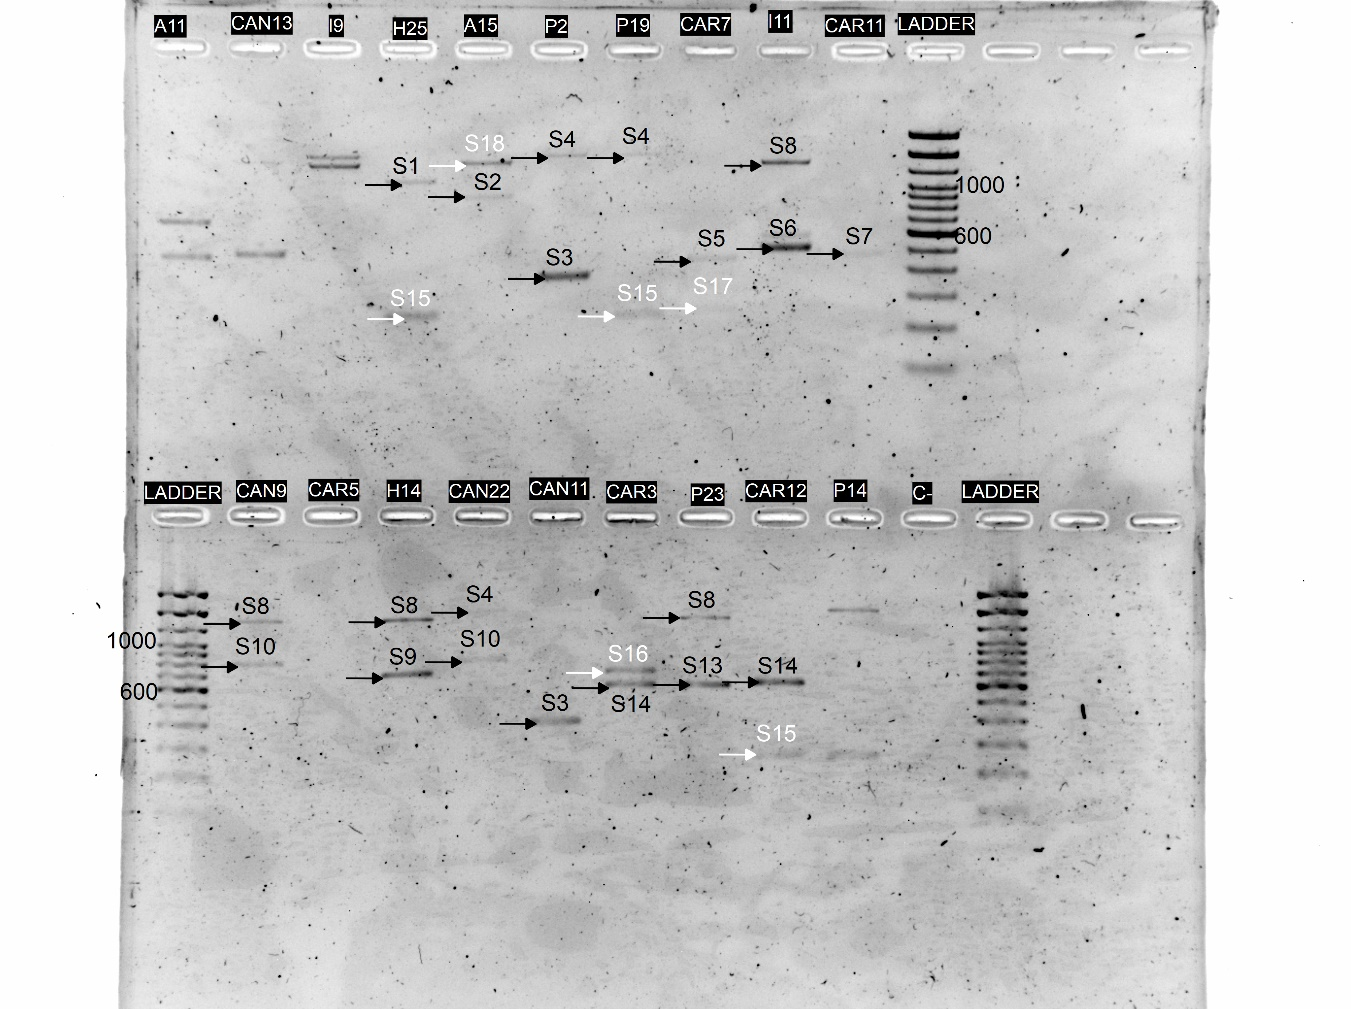 A11 CAN13 I9 H25 A15 P2 P19 CAR7 I11 CAR11 LADDER
S18 S4 S4 S8
S1 S2 1000
S3 S5 S6 S7 600
S15 S15 S17
LADDER CAN9 CAR5 H14 CAN22 CAN11 CAR3 P23 CAR12 P14 C- LADDER
S8 S8 S4 S8
1000 S10 S9 S10 S16 S13 S14
600 S3 S14
S15